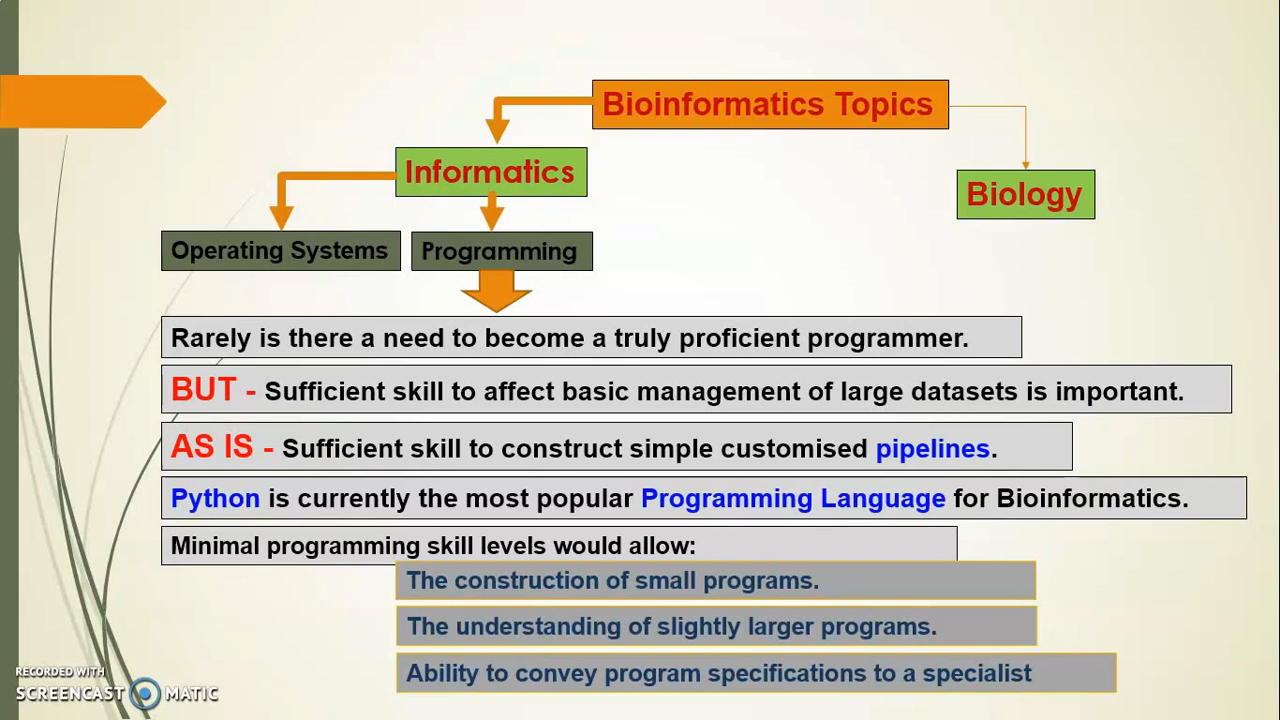 Bioinformatics Topics
Informatics
Biology
Operating Systems
Programming
Rarely is there a need to become a truly proficient programmer.
BUT - Sufficient skill to affect basic management of large datasets is important.
AS IS - Sufficient skill to construct simple customised pipelines.
Python is currently the most popular Programming Language for Bioinformatics.
Minimal programming skill levels would allow:
The construction of small programs.
The understanding of slightly larger programs.
Ability to convey program specifications to a specialist
RECORDED WITH
SCREENCAST MATIC